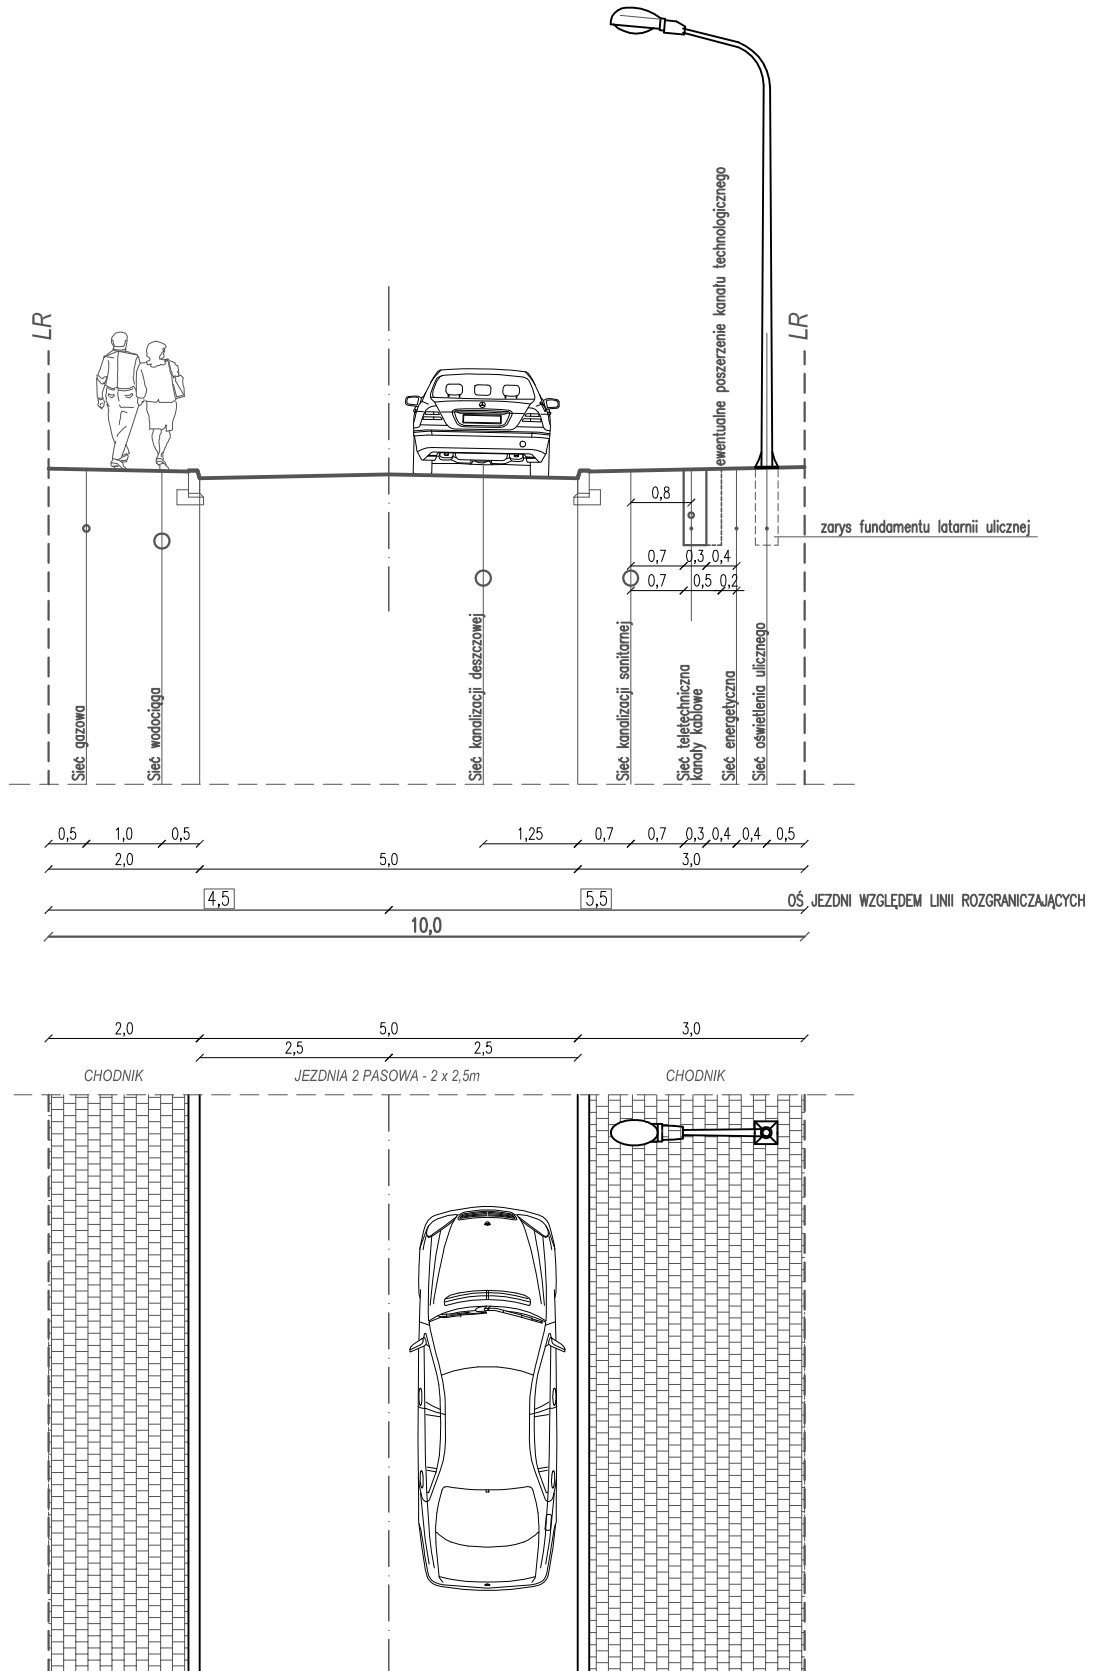 LR
LR
ewentualne poszerzenie kanału technologicznego
0,8
zarys fundamentu latarnii ulicznej
0,7 0,3 0,4
0,7 0,5 0,2
Sieć gazowa
Sieć wodociąga
Sieć kanalizacji deszczowej
Sieć kanalizacji sanitarnej
Sieć teletechniczna
kanały kablowe
Sieć energetyczna
Sieć oświetlenia ulicznego
0,5 1,0 0,5 1,25 0,7 0,7 0,3 0,4 0,4 0,5
2,0 5,0 3,0
4,5 5,5 OŚ JEZDNI WZGLĘDEM LINII ROZGRANICZAJĄCYCH
10,0
2,0 5,0 3,0
2,5 2,5
CHODNIK JEZDNIA 2 PASOWA - 2 x 2,5m CHODNIK